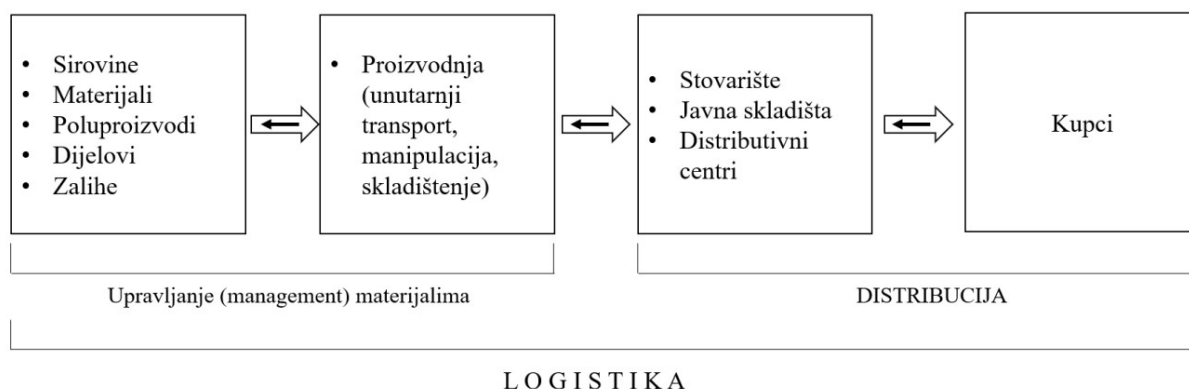 • Sirovine
• Materijali
• Poluproizvodi
• Dijelovi
• Zalihe
• Proizvodnja
(unutarnji
transport,
manipulacija,
skladištenje)
• Stovarište
• Javna skladišta
• Distributivni
centri
Kupci
Upravljanje (management) materijalima
DISTRIBUCIJA
L O G I S T I K A